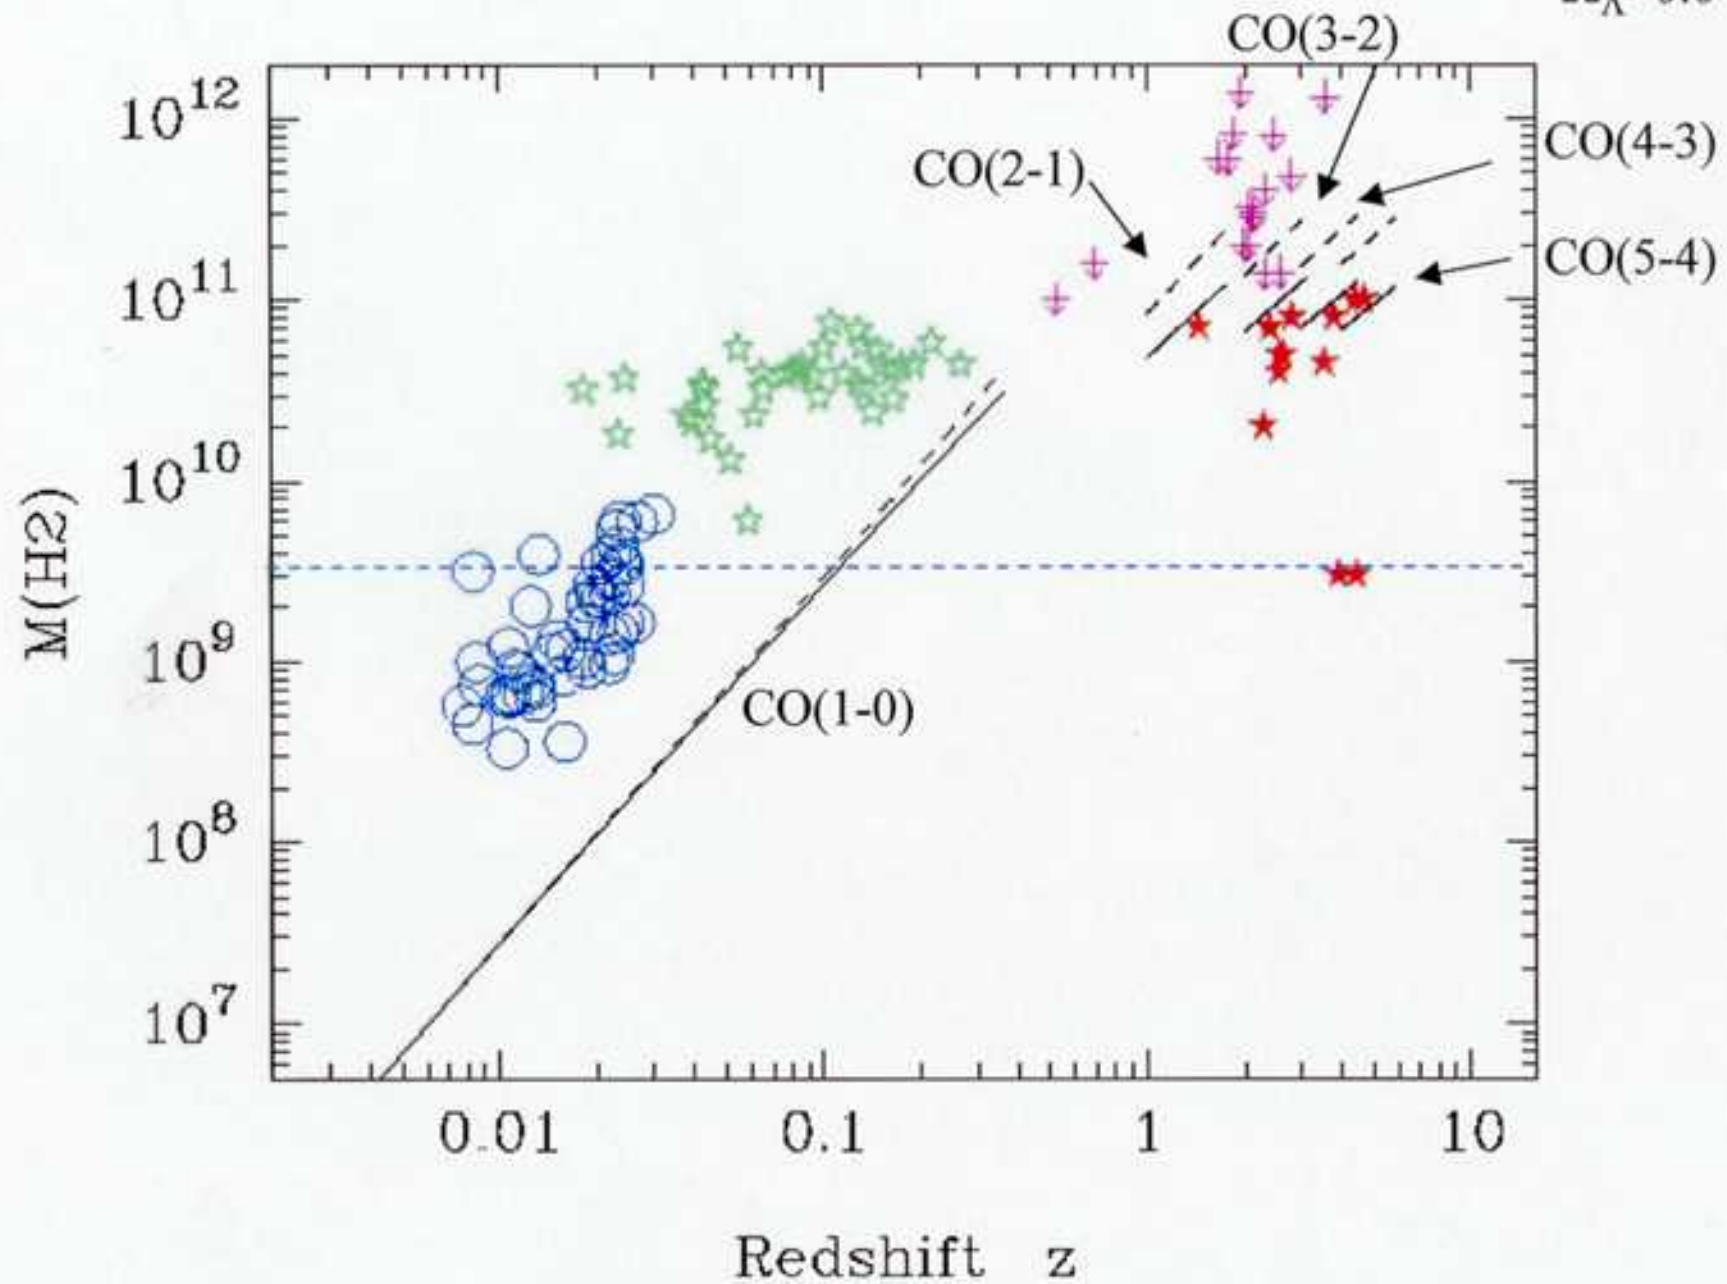 CO(3-2)
CO(4-3)
CO(2-1)
CO(5-4)
CO(1-0)
10^12
10^11
10^10
10^9
10^8
10^7
M(H2)
0.01
0.1
1
10
Redshift z